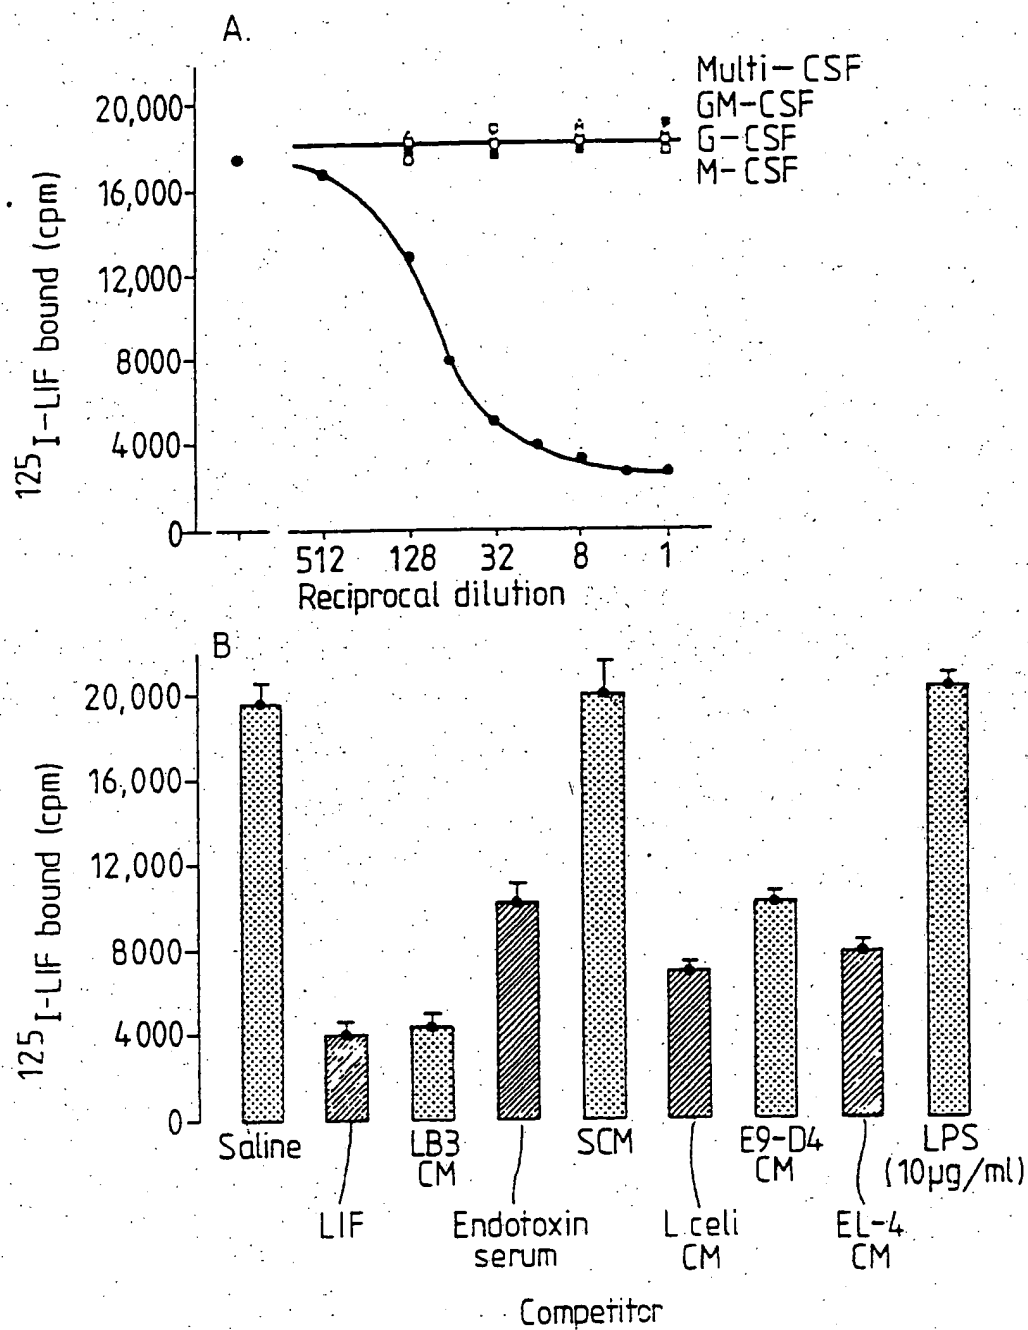 A.
Multi-CSF
GM-CSF
G-CSF
M-CSF
20,000
16,000
12,000
8000
4000
0
125I-LIF bound (cpm)
512 128 32 8 1
Reciprocal dilution
B
20,000
16,000
12,000
8000
4000
0
125I-LIF bound (cpm)
Saline LB3 CM SCM E9-D4 CM LPS (10µg/ml)
LIF Endotoxin serum L celi CM EL-4 CM
Competitor